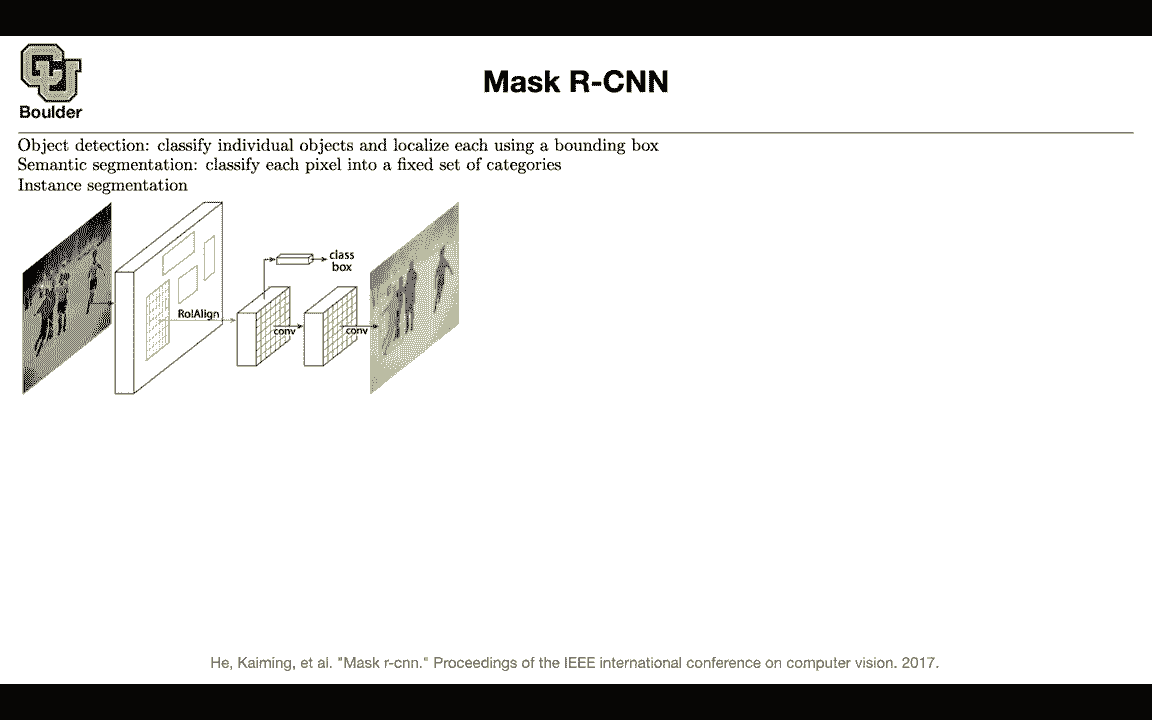 CU
Boulder
Mask R-CNN
Object detection: classify individual objects and localize each using a bounding box
Semantic segmentation: classify each pixel into a fixed set of categories
Instance segmentation
RoIAlign
class
box
conv
conv
He, Kaiming, et al. "Mask r-cnn." Proceedings of the IEEE international conference on computer vision. 2017.